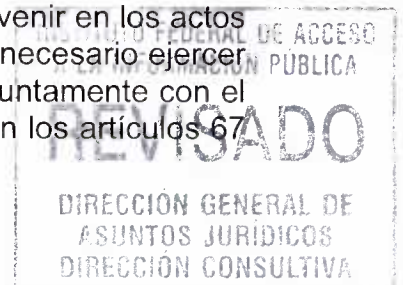 venir en los actos
INSTITUTO FEDERAL DE ACCESO
necesario ejercer
A LA INFORMACIÓN PÚBLICA
untamente con el
n los artículos 67
REVISADO
DIRECCIÓN GENERAL DE
ASUNTOS JURÍDICOS
DIRECCIÓN CONSULTIVA